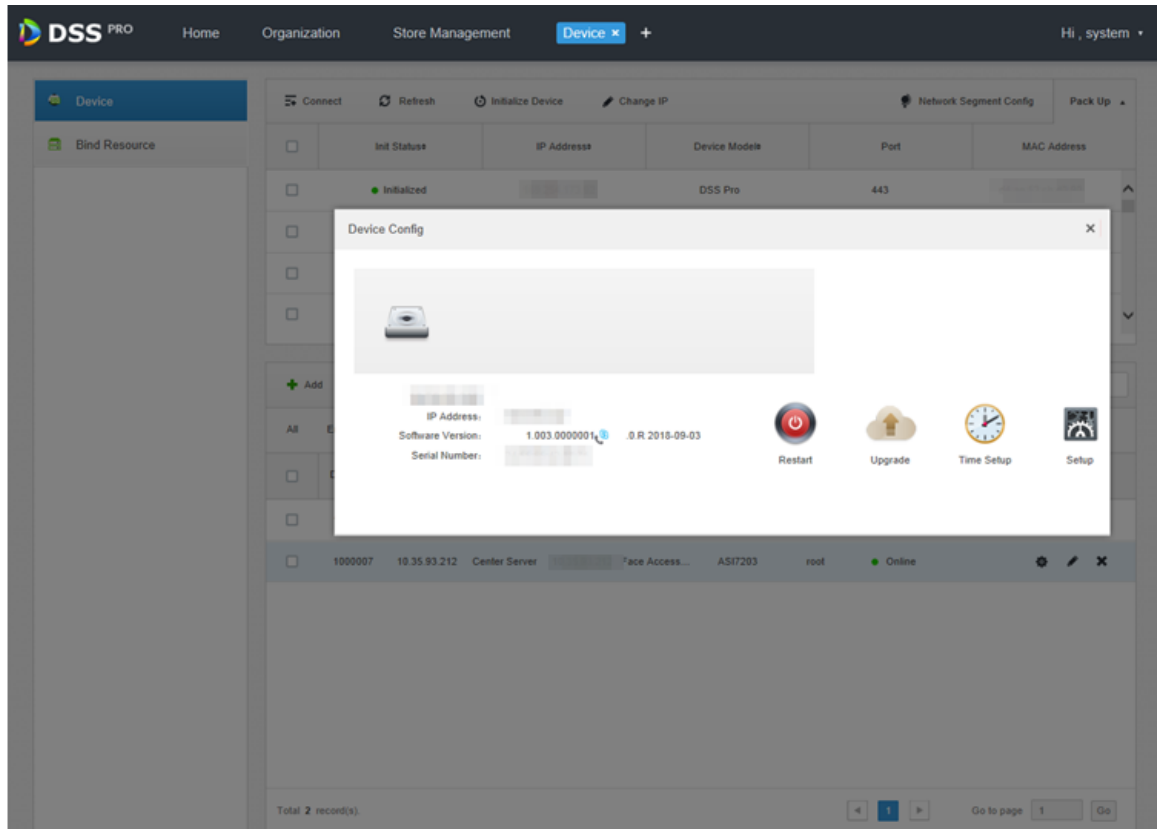 DSS PRO Home Organization Store Management Device × + Hi , system
Device
Bind Resource
Connect Refresh Initialize Device Change IP Network Segment Config Pack Up
Init Status IP Address Device Model Port MAC Address
Initialized DSS Pro 443
Device Config ×
IP Address:
Software Version: 1.003.0000001 .0.R 2018-09-03
Serial Number:
Restart Upgrade Time Setup Setup
Add
All
1000007 10.35.93.212 Center Server Face Access... ASI7203 root Online
Total 2 record(s). 1 Go to page 1 Go